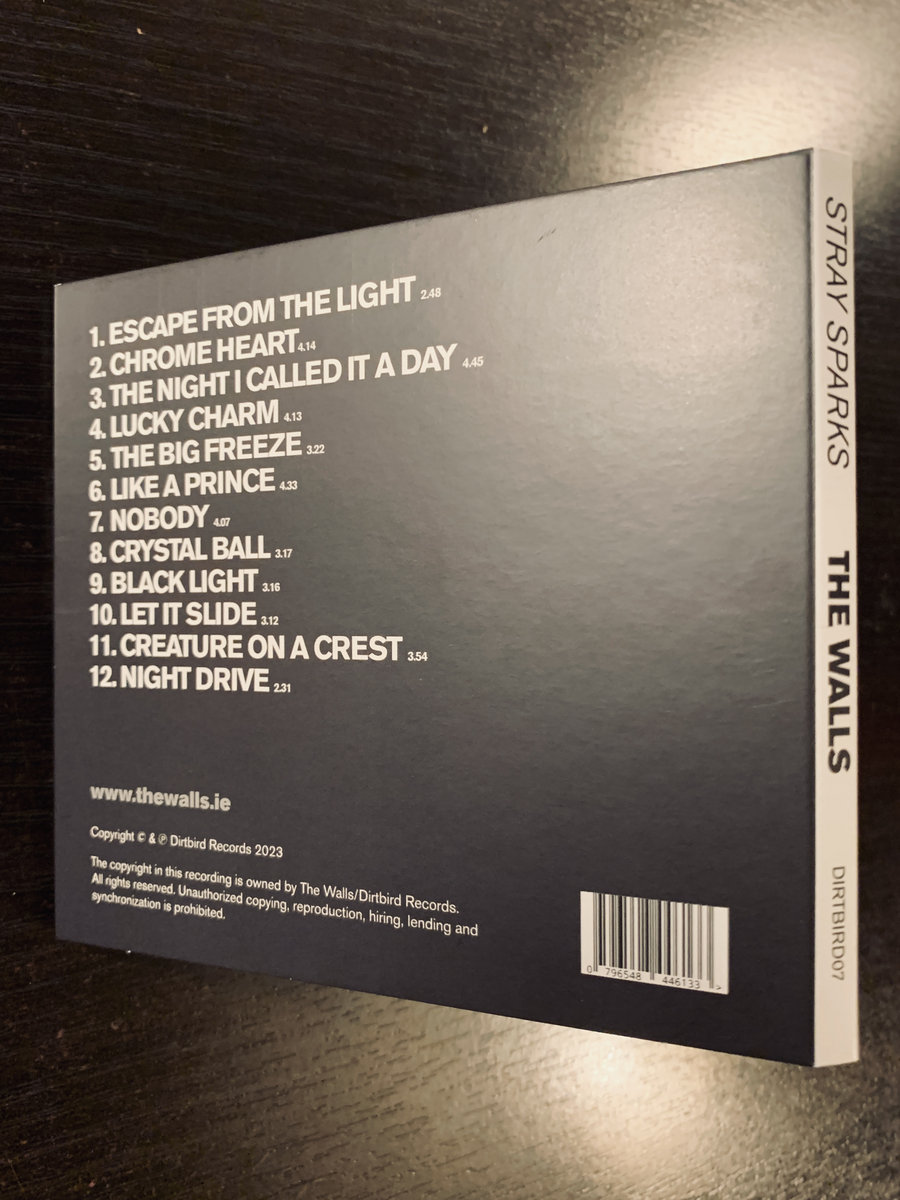 1. ESCAPE FROM THE LIGHT 2.48
2. CHROME HEART 4.14
3. THE NIGHT I CALLED IT A DAY 4.45
4. LUCKY CHARM 4.13
5. THE BIG FREEZE 3.22
6. LIKE A PRINCE 4.33
7. NOBODY 4.07
8. CRYSTAL BALL 3.17
9. BLACK LIGHT 3.16
10. LET IT SLIDE 3.12
11. CREATURE ON A CREST 3.54
12. NIGHT DRIVE 2.31
www.thewalls.ie
Copyright © & ℗ Dirtbird Records 2023
The copyright in this recording is owned by The Walls/Dirtbird Records.
All rights reserved. Unauthorized copying, reproduction, hiring, lending and
synchronization is prohibited.
0 796548 446133 >
STRAY SPARKS THE WALLS DIRTBIRD07